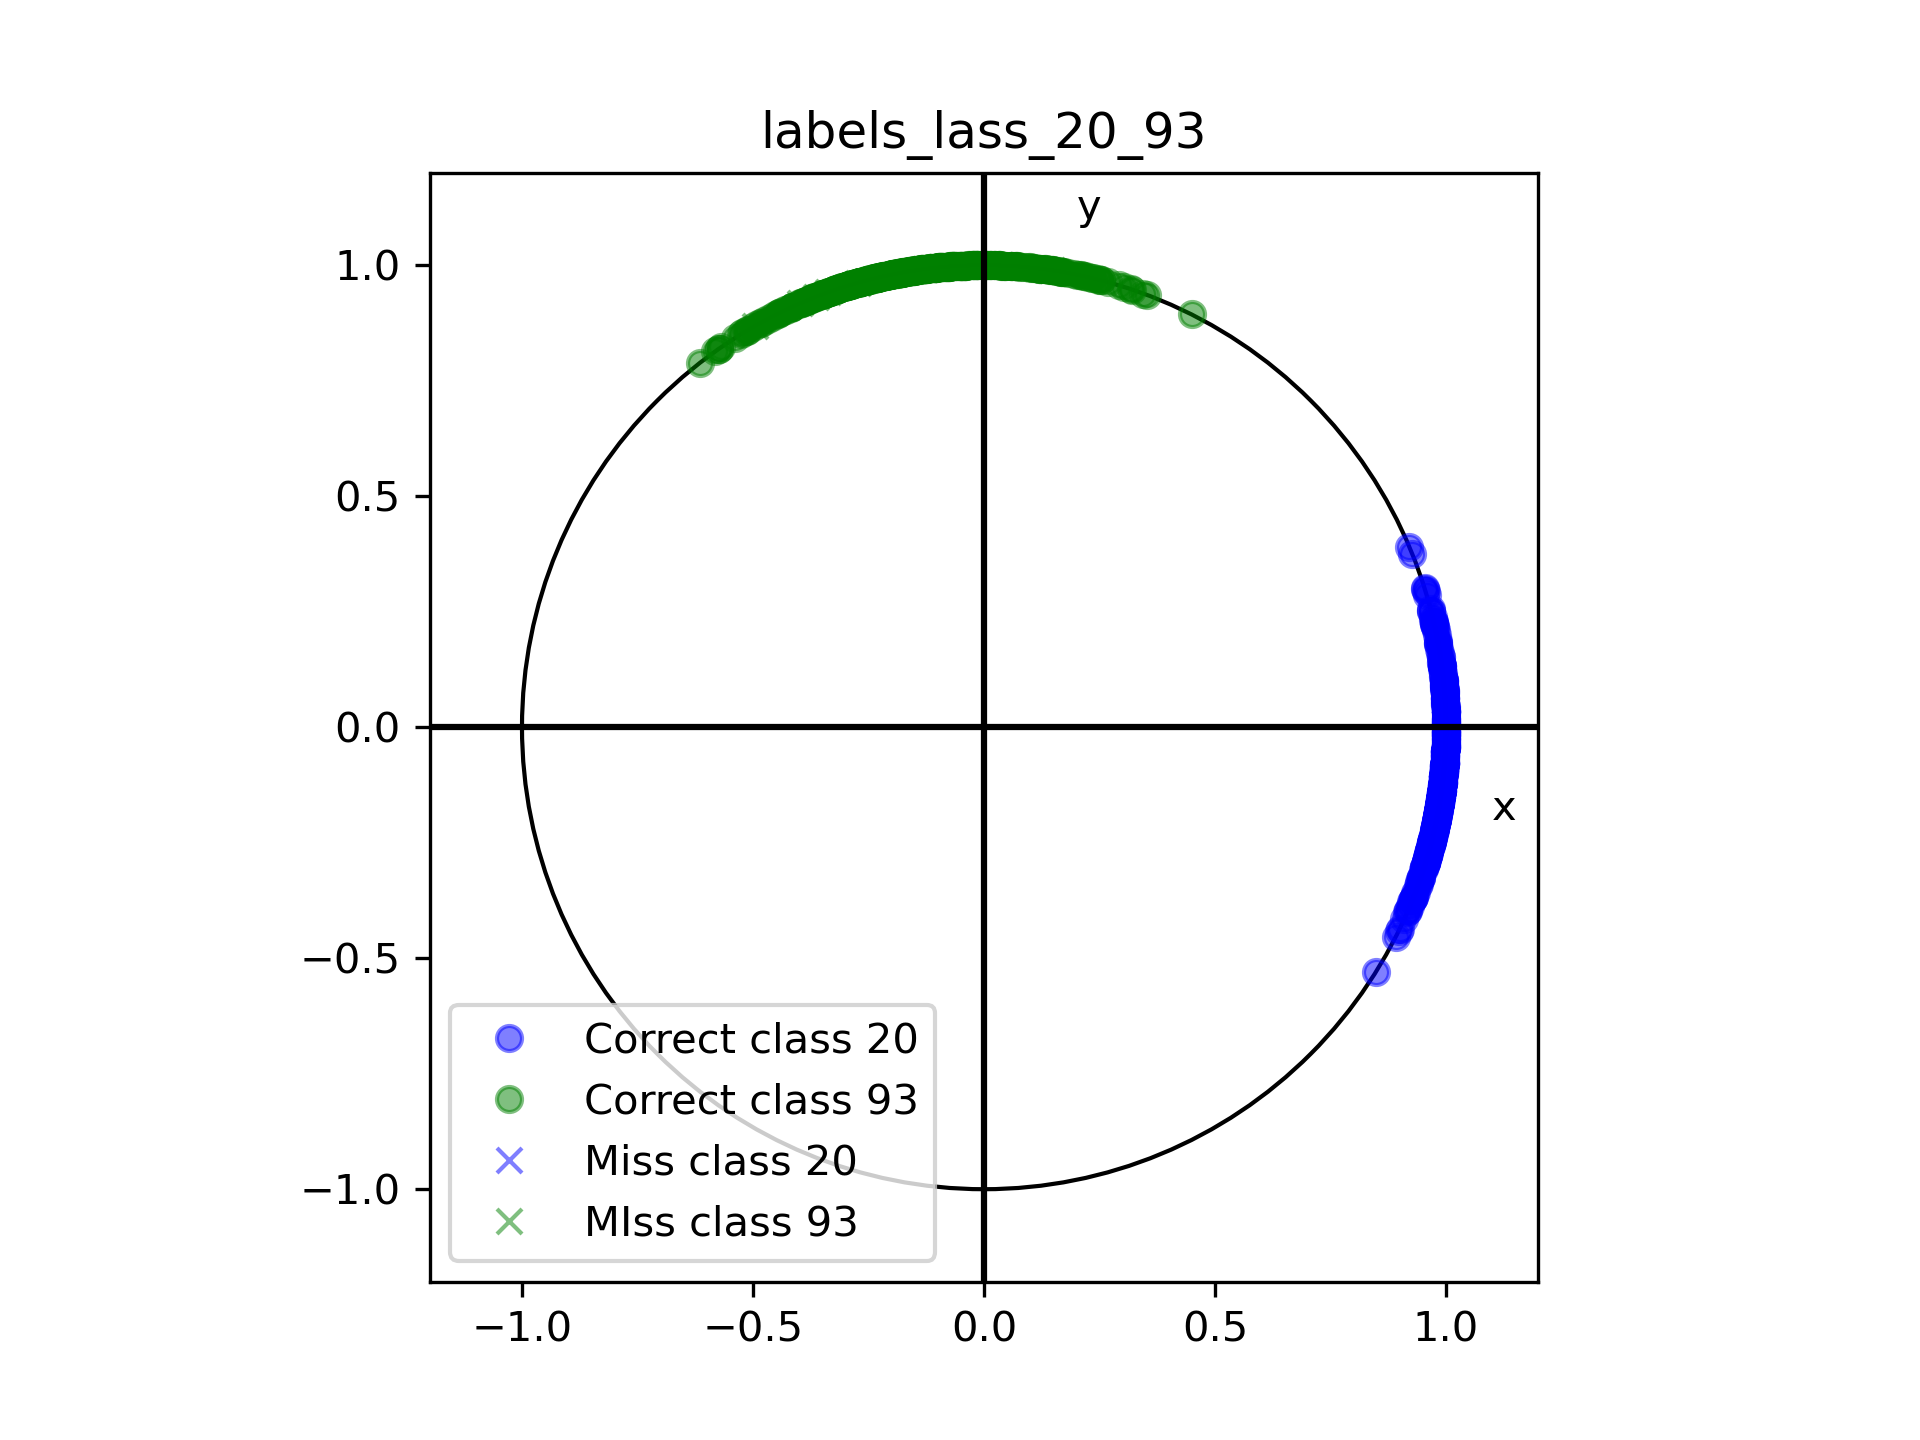 labels_lass_20_93
y
1.0
0.5
0.0
x
−0.5
−1.0
Correct class 20
Correct class 93
Miss class 20
MIss class 93
−1.0 −0.5 0.0 0.5 1.0